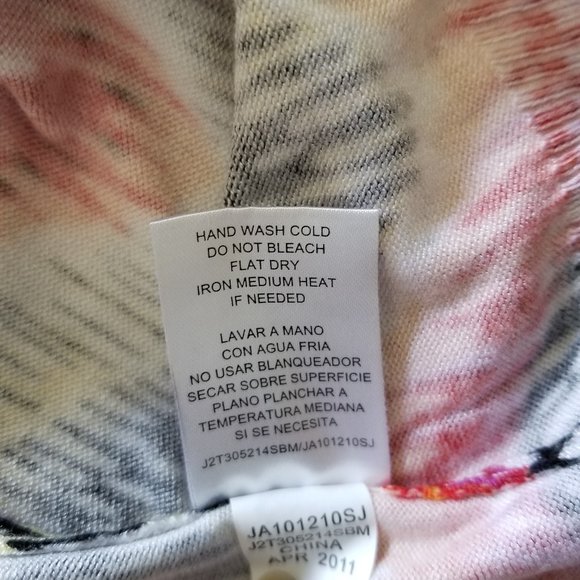 HAND WASH COLD
DO NOT BLEACH
FLAT DRY
IRON MEDIUM HEAT
IF NEEDED
LAVAR A MANO
CON AGUA FRIA
NO USAR BLANQUEADOR
SECAR SOBRE SUPERFICIE
PLANO PLANCHAR A
TEMPERATURA MEDIANA
SI SE NECESITA
J2T305214SBM/JA101210SJ
JA101210SJ
J2T305214SBM
CHINA
APR 2011